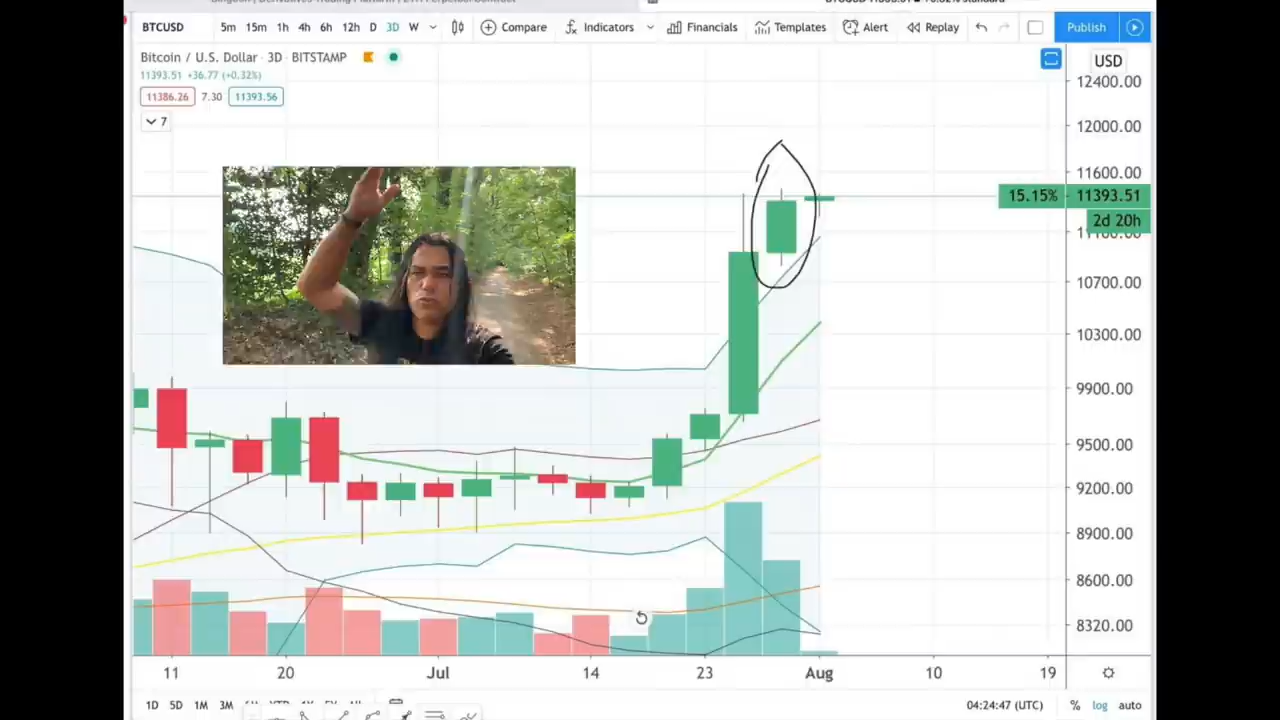 BTCUSD 5m 15m 1h 4h 6h 12h D 3D W Compare Indicators Financials Templates Alert Replay Publish
Bitcoin / U.S. Dollar · 3D · BITSTAMP
11393.51 +36.77 (+0.32%)
11386.26 7.30 11393.56
7
USD
12400.00
12000.00
11600.00
15.15% 11393.51
2d 20h
10700.00
10300.00
9900.00
9500.00
9200.00
8900.00
8600.00
8320.00
11 20 Jul 14 23 Aug 10 19
1D 5D 1M 3M 04:24:47 (UTC) % log auto